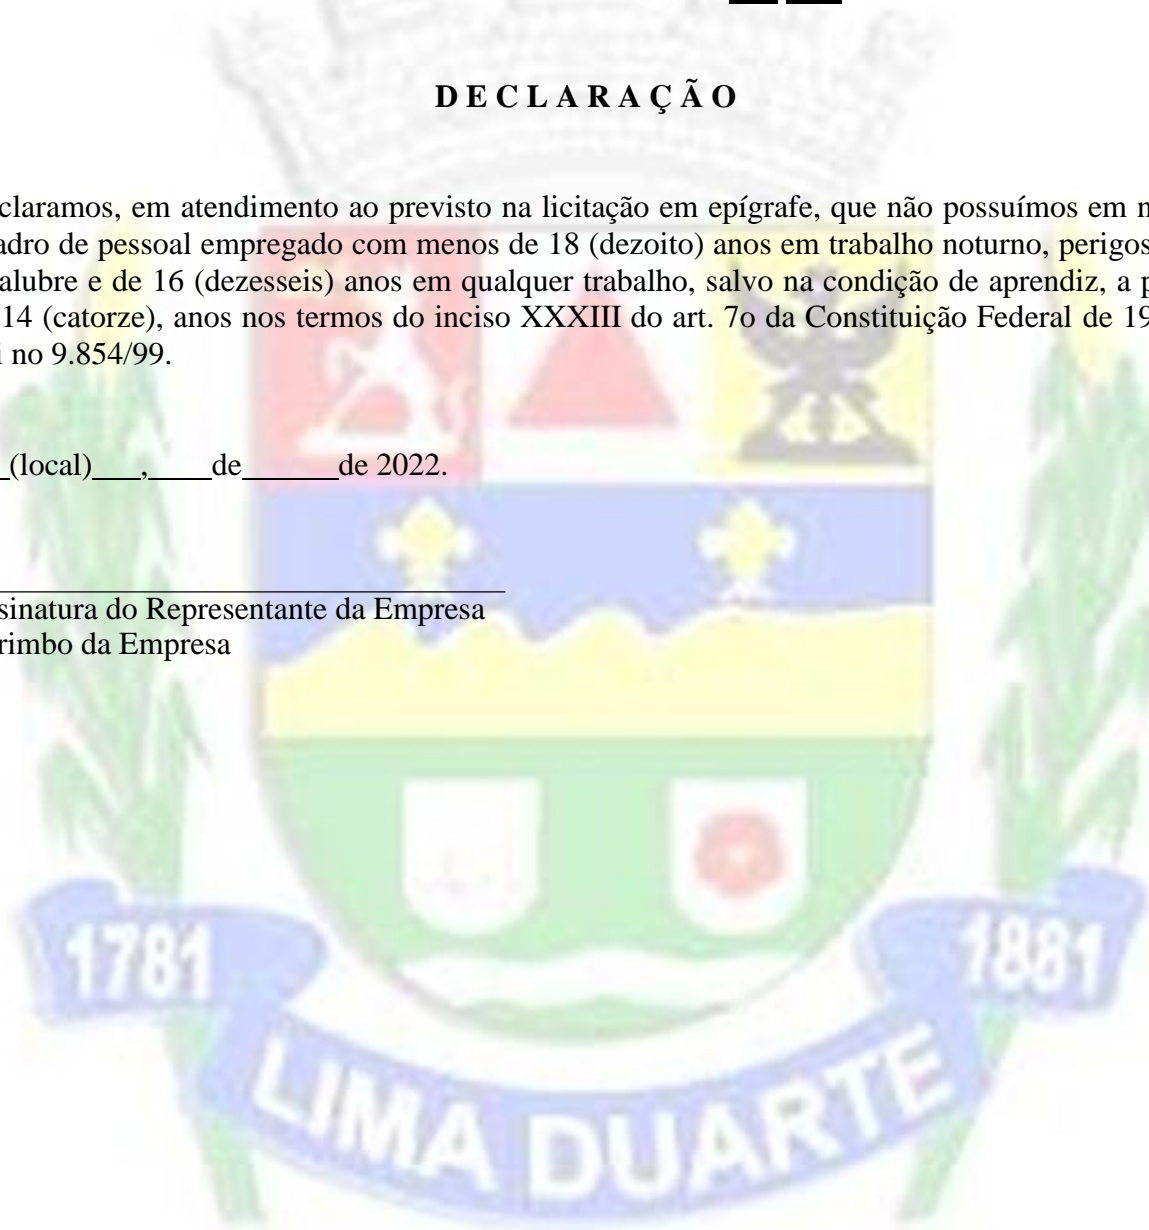 D E C L A R A Ç Ã O
claramos, em atendimento ao previsto na licitação em epígrafe, que não possuímos em n
adro de pessoal empregado com menos de 18 (dezoito) anos em trabalho noturno, perigos
alubre e de 16 (dezesseis) anos em qualquer trabalho, salvo na condição de aprendiz, a p
14 (catorze), anos nos termos do inciso XXXIII do art. 7o da Constituição Federal de 19
i no 9.854/99.
_(local)___,____de______de 2022.
sinatura do Representante da Empresa
rimbo da Empresa
1781
1881
LIMA DUARTE